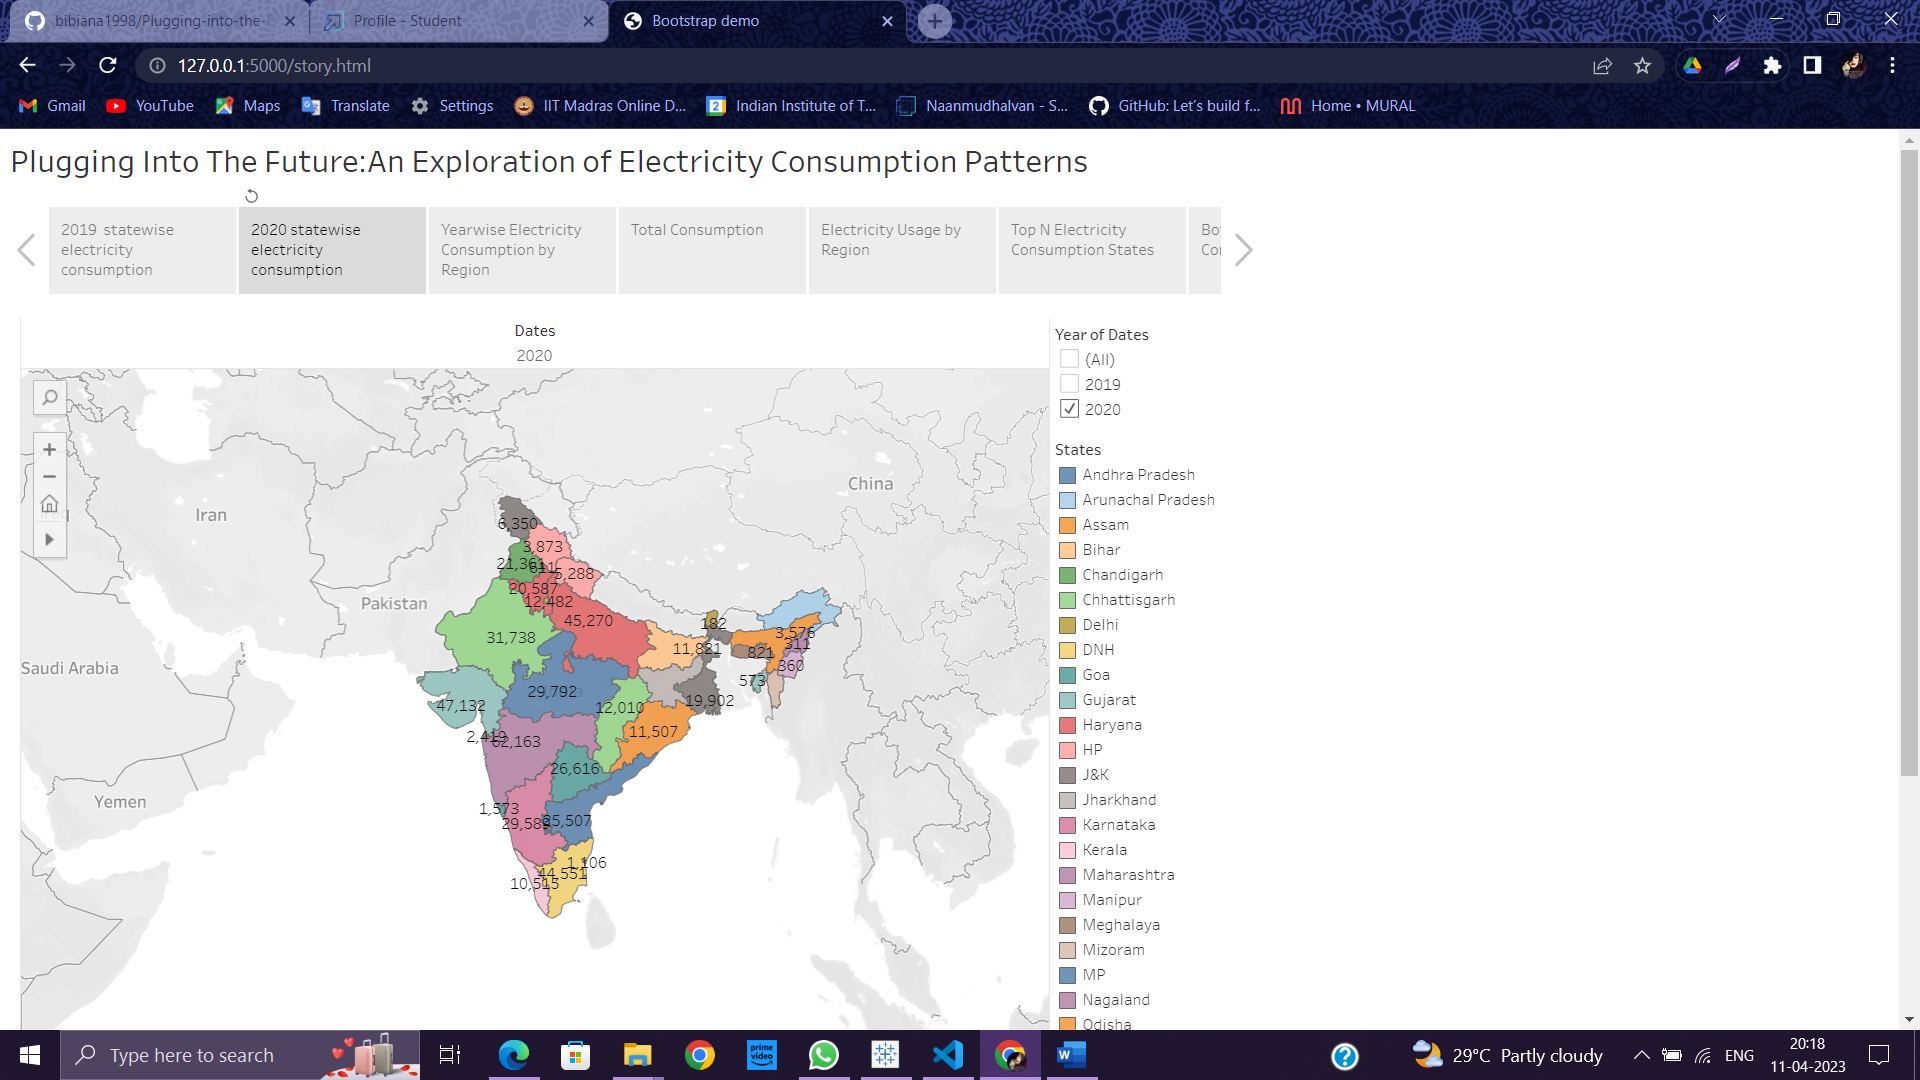 bibiana1998/Plugging-into-the-
Profile - Student
Bootstrap demo
127.0.0.1:5000/story.html
Gmail
YouTube
Maps
Translate
Settings
IIT Madras Online D...
Indian Institute of T...
Naanmudhalvan - S...
GitHub: Let's build f...
Home • MURAL
Plugging Into The Future:An Exploration of Electricity Consumption Patterns
2019 statewise
electricity
consumption
2020 statewise
electricity
consumption
Yearwise Electricity
Consumption by
Region
Total Consumption
Electricity Usage by
Region
Top N Electricity
Consumption States
Dates
2020
Iran
Pakistan
China
Saudi Arabia
Yemen
6,350
3,873
21,361
5,288
20,587
12,482
45,270
31,738
182
3,576
311
11,821
821
360
573
29,792
47,132
12,010
19,902
11,507
2,419
62,163
26,616
1,573
25,507
1,106
44,551
10,515
Year of Dates
(All)
2019
2020
States
Andhra Pradesh
Arunachal Pradesh
Assam
Bihar
Chandigarh
Chhattisgarh
Delhi
DNH
Goa
Gujarat
Haryana
HP
J&K
Jharkhand
Karnataka
Kerala
Maharashtra
Manipur
Meghalaya
Mizoram
MP
Nagaland
Odisha
Type here to search
prime video
29°C Partly cloudy
ENG
20:18
11-04-2023